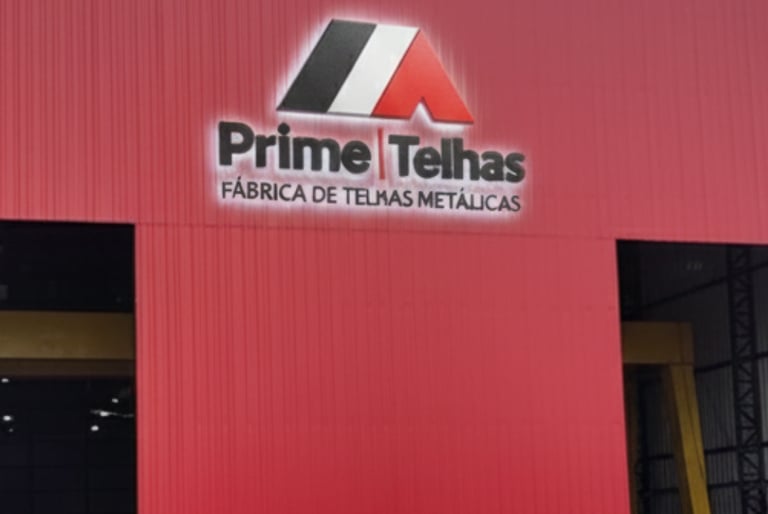 Prime | Telhas
FÁBRICA DE TELHAS METÁLICAS